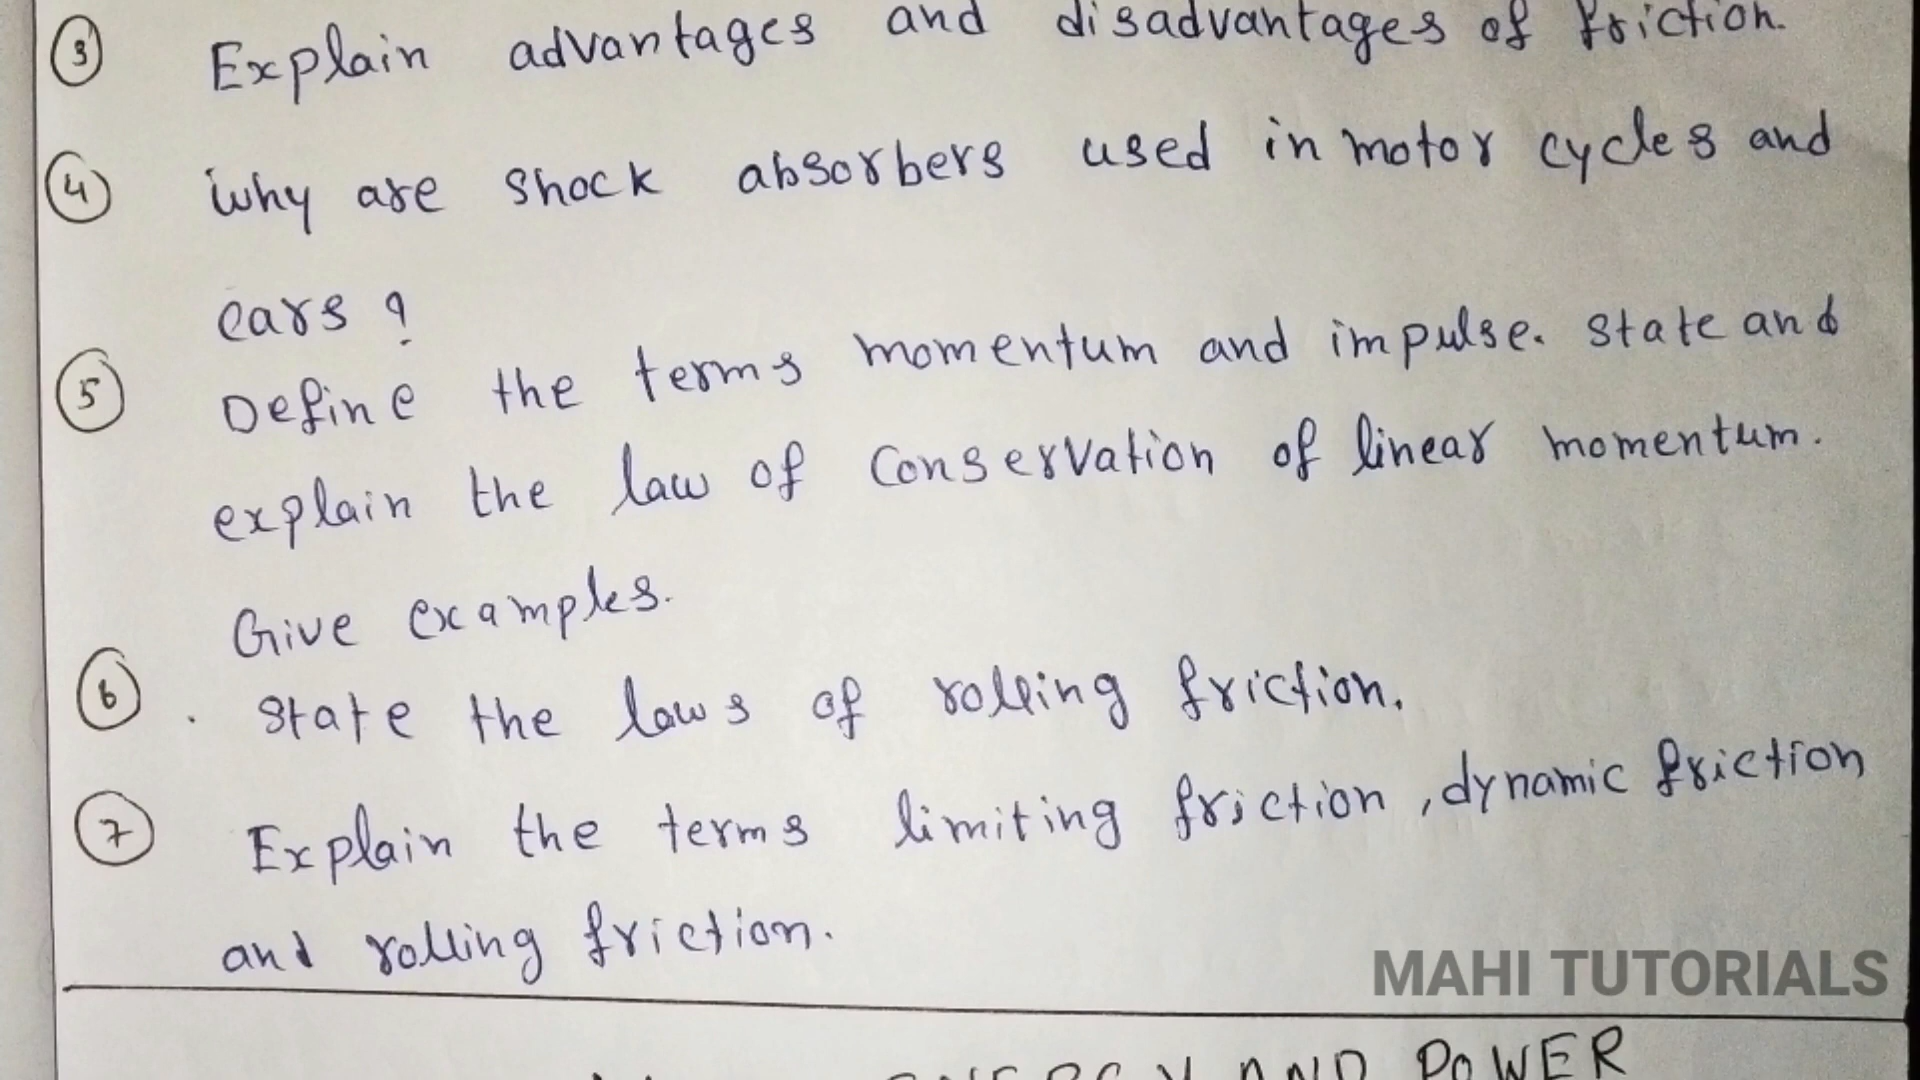 3 Explain advantages and disadvantages of friction.
4 Why are shock absorbers used in motor cycles and
cars?
5 Define the terms momentum and impulse. State and
explain the law of Conservation of linear momentum.
Give examples.
6 State the laws of rolling friction.
7 Explain the terms limiting friction, dynamic friction
and rolling friction.
MAHI TUTORIALS
ENERGY AND POWER